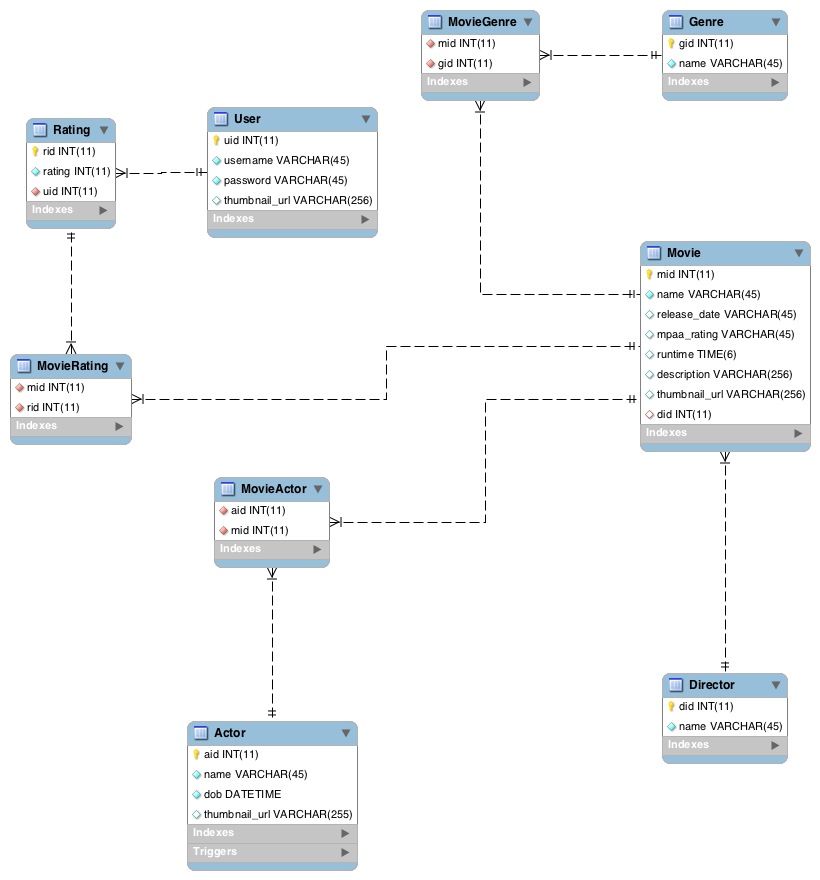 MovieGenre
mid INT(11)
gid INT(11)
Indexes
Genre
gid INT(11)
name VARCHAR(45)
Indexes
Rating
rid INT(11)
rating INT(11)
uid INT(11)
Indexes
User
uid INT(11)
username VARCHAR(45)
password VARCHAR(45)
thumbnail_url VARCHAR(256)
Indexes
Movie
mid INT(11)
name VARCHAR(45)
release_date VARCHAR(45)
mpaa_rating VARCHAR(45)
runtime TIME(6)
description VARCHAR(256)
thumbnail_url VARCHAR(256)
did INT(11)
Indexes
MovieRating
mid INT(11)
rid INT(11)
Indexes
MovieActor
aid INT(11)
mid INT(11)
Indexes
Director
did INT(11)
name VARCHAR(45)
Indexes
Actor
aid INT(11)
name VARCHAR(45)
dob DATETIME
thumbnail_url VARCHAR(255)
Indexes
Triggers